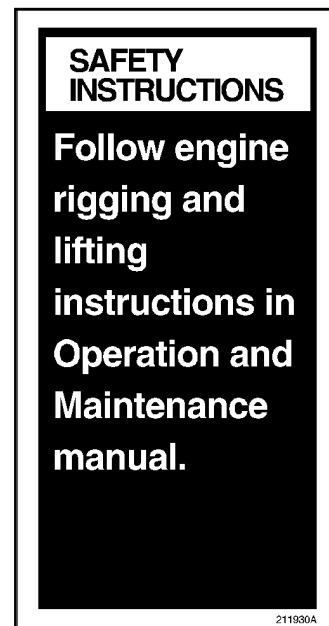 SAFETY
INSTRUCTIONS
Follow engine
rigging and
lifting
instructions in
Operation and
Maintenance
manual.
211930A